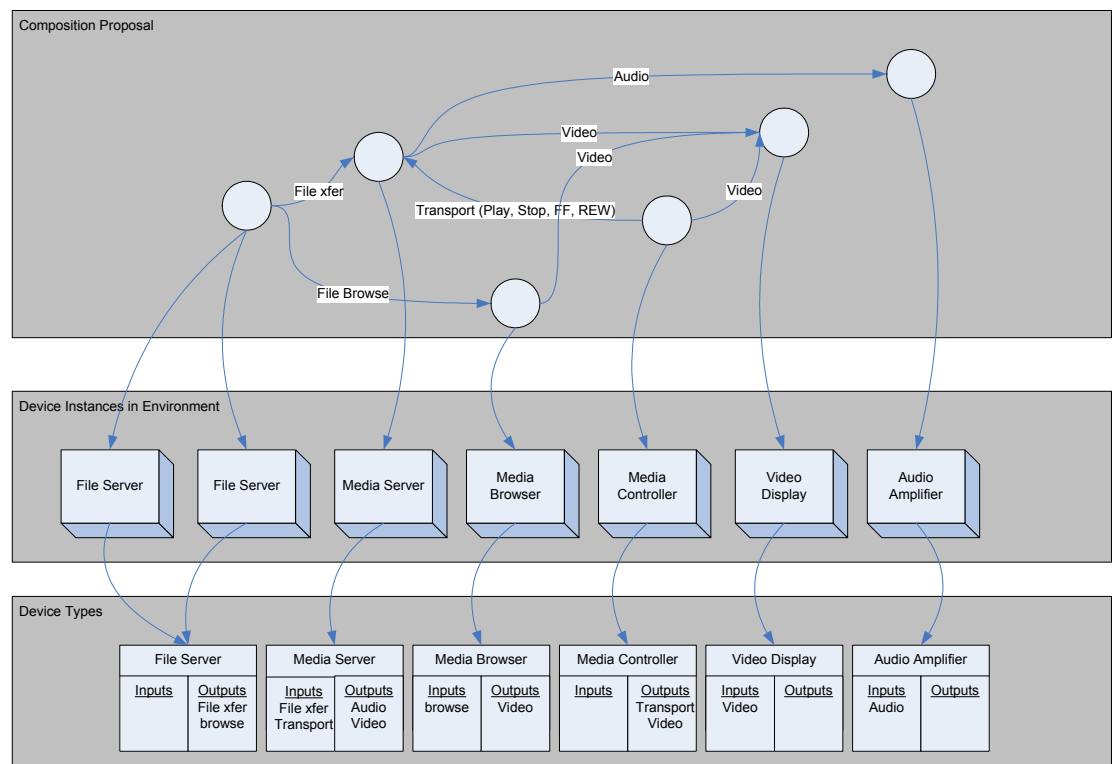 Composition Proposal
Audio
Video
Video
File xfer
Video
Transport (Play, Stop, FF, REW)
File Browse
Device Instances in Environment
File Server
File Server
Media Server
Media
Browser
Media
Controller
Video
Display
Audio
Amplifier
Device Types
File Server
Inputs
Outputs
File xfer
browse
Media Server
Inputs
File xfer
Transport
Outputs
Audio
Video
Media Browser
Inputs
browse
Outputs
Video
Media Controller
Inputs
Outputs
Transport
Video
Video Display
Inputs
Video
Outputs
Audio Amplifier
Inputs
Audio
Outputs